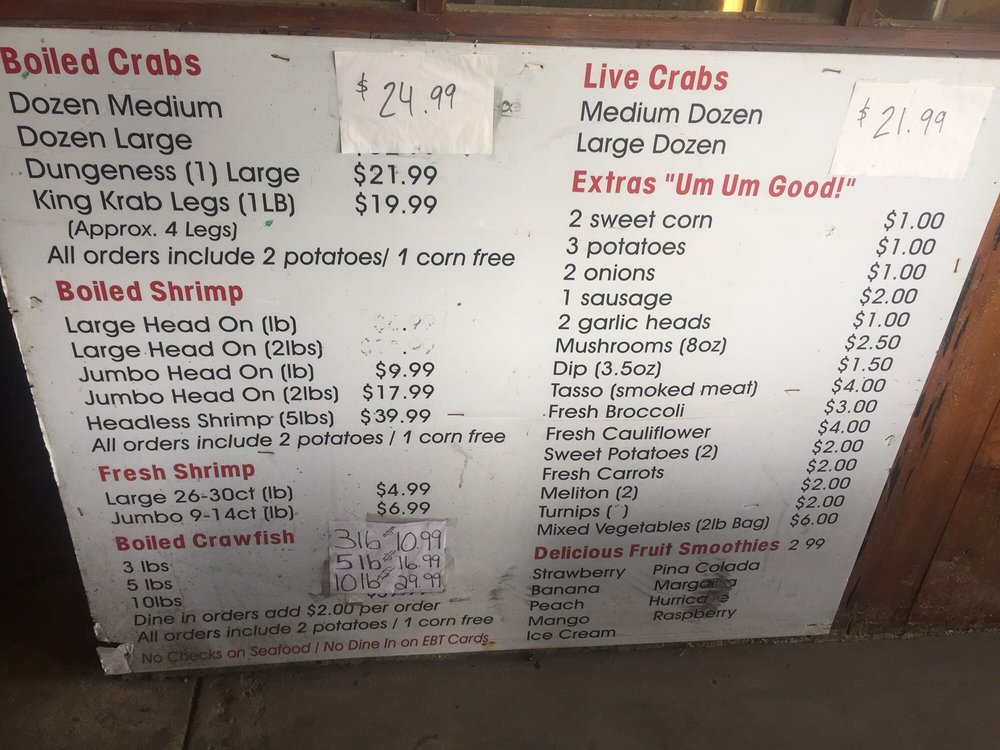 Boiled Crabs
$ 24.99
Dozen Medium
Dozen Large
Dungeness (1) Large $21.99
King Krab Legs (1LB) $19.99
(Approx. 4 Legs)
All orders include 2 potatoes/ 1 corn free
Boiled Shrimp
Large Head On (lb)
Large Head On (2lbs)
Jumbo Head On (lb) $9.99
Jumbo Head On (2lbs) $17.99
Headless Shrimp (5lbs) $39.99
All orders include 2 potatoes / 1 corn free
Fresh Shrimp
Large 26-30ct (lb) $4.99
Jumbo 9-14ct (lb) $6.99
Boiled Crawfish
3 lbs 3lb $10.99
5 lbs 5lb $16.99
10lbs 10lb $29.99
Dine in orders add $2.00 per order
All orders include 2 potatoes / 1 corn free
No Checks on Seafood / No Dine In on EBT Cards
Live Crabs
$ 21.99
Medium Dozen
Large Dozen
Extras "Um Um Good!"
2 sweet corn $1.00
3 potatoes $1.00
2 onions $1.00
1 sausage $2.00
2 garlic heads $1.00
Mushrooms (8oz) $2.50
Dip (3.5oz) $1.50
Tasso (smoked meat) $4.00
Fresh Broccoli $3.00
Fresh Cauliflower $4.00
Sweet Potatoes (2) $2.00
Fresh Carrots $2.00
Meliton (2) $2.00
Turnips ( ) $2.00
Mixed Vegetables (2lb Bag) $6.00
Delicious Fruit Smoothies 2 99
Strawberry Pina Colada
Banana
Peach
Mango Raspberry
Ice Cream